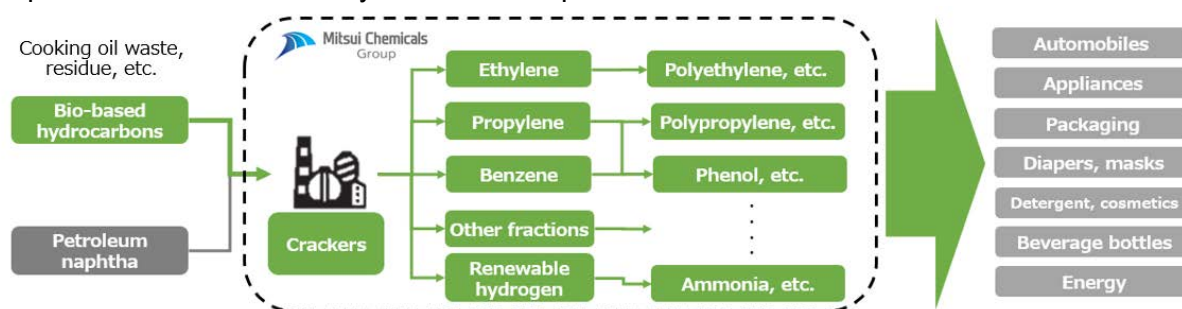 Cooking oil waste,
residue, etc.
Bio-based
hydrocarbons
Petroleum
naphtha
Mitsui Chemicals
Group
Crackers
Ethylene
Propylene
Benzene
Other fractions
Renewable
hydrogen
Polyethylene, etc.
Polypropylene, etc.
Phenol, etc.
Ammonia, etc.
Automobiles
Appliances
Packaging
Diapers, masks
Detergent, cosmetics
Beverage bottles
Energy